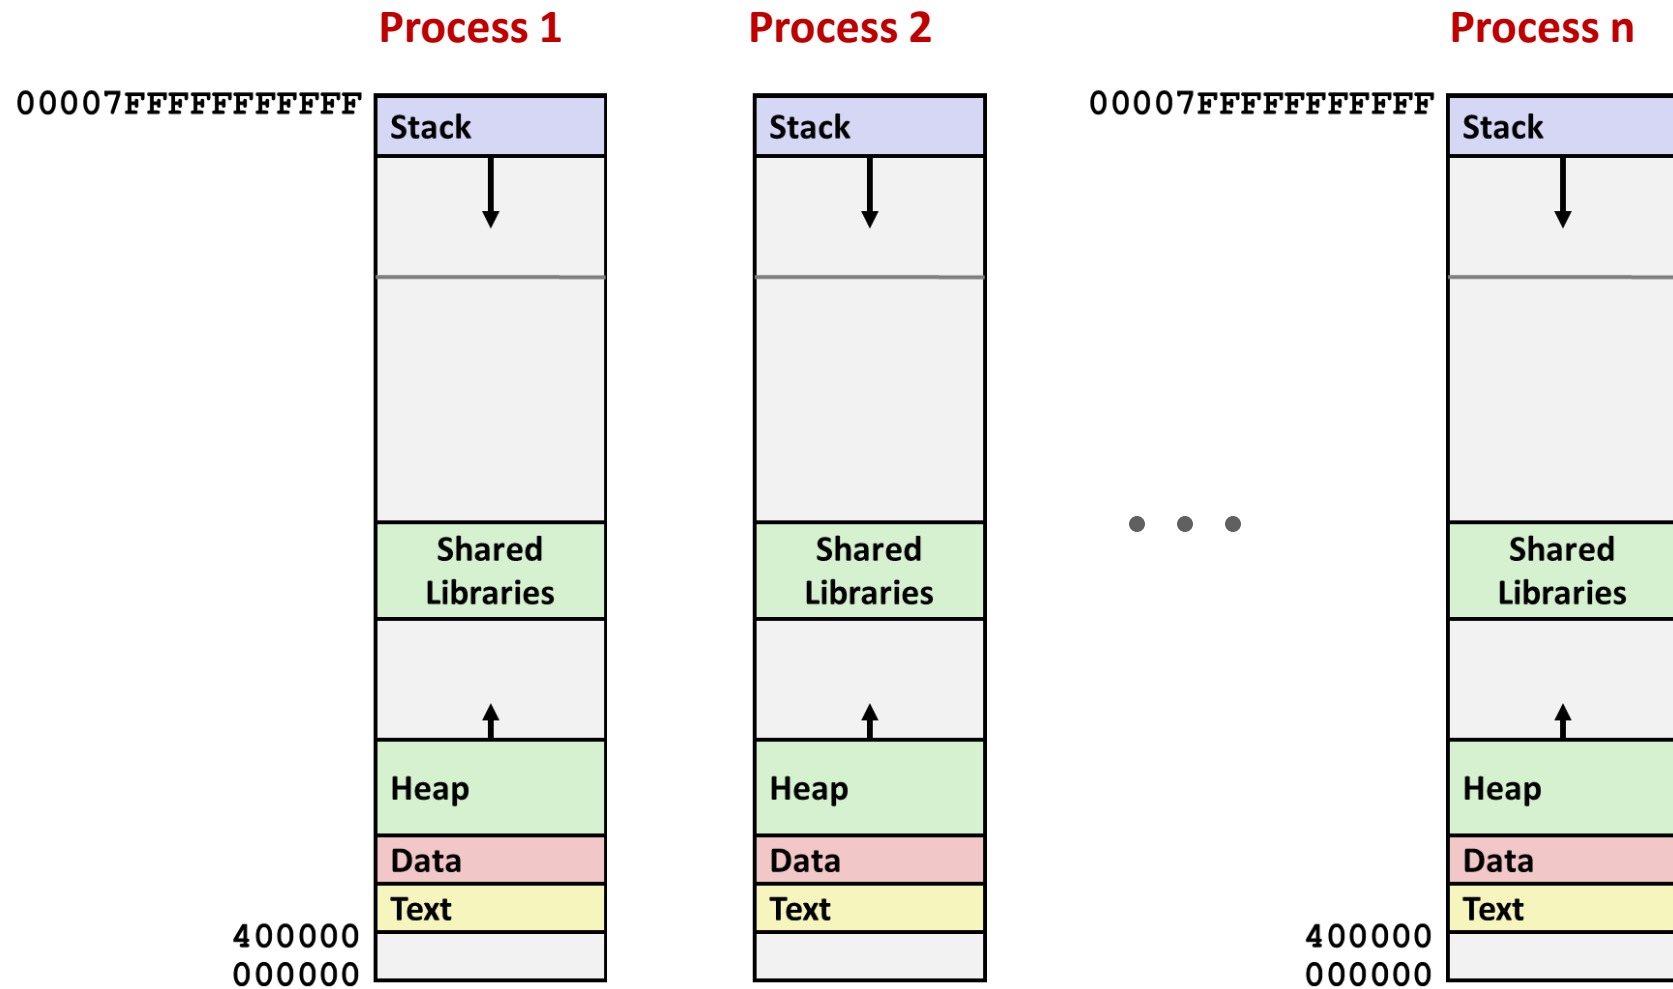 Process 1
Process 2
Process n
00007FFFFFFFFFFF
Stack
Stack
00007FFFFFFFFFFF
Stack
Shared
Libraries
Shared
Libraries
Shared
Libraries
Heap
Heap
Heap
Data
Data
Data
Text
Text
Text
400000
400000
000000
000000